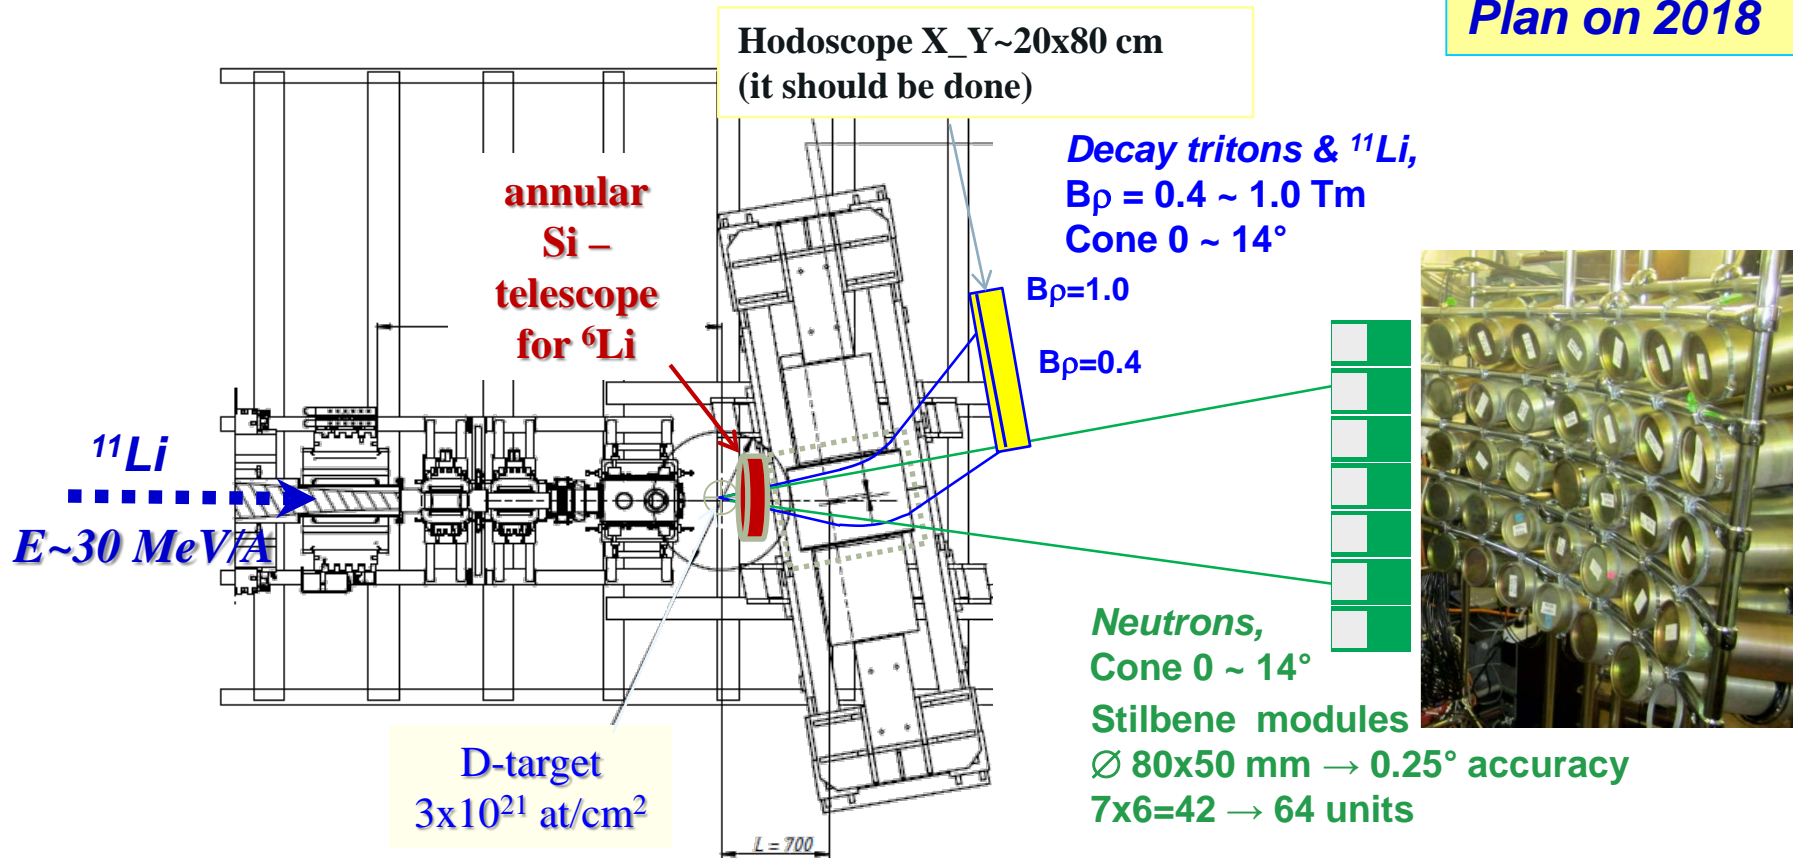 Plan on 2018
Hodoscope X_Y~20x80 cm
(it should be done)
Decay tritons & ¹¹Li,
Bρ = 0.4 ~ 1.0 Tm
Cone 0 ~ 14°
annular
Si –
telescope
for ⁶Li
Bρ=1.0
Bρ=0.4
¹¹Li
E~30 MeV/A
Neutrons,
Cone 0 ~ 14°
Stilbene modules
∅ 80x50 mm → 0.25° accuracy
7x6=42 → 64 units
D-target
3x10²¹ at/cm²
L = 700